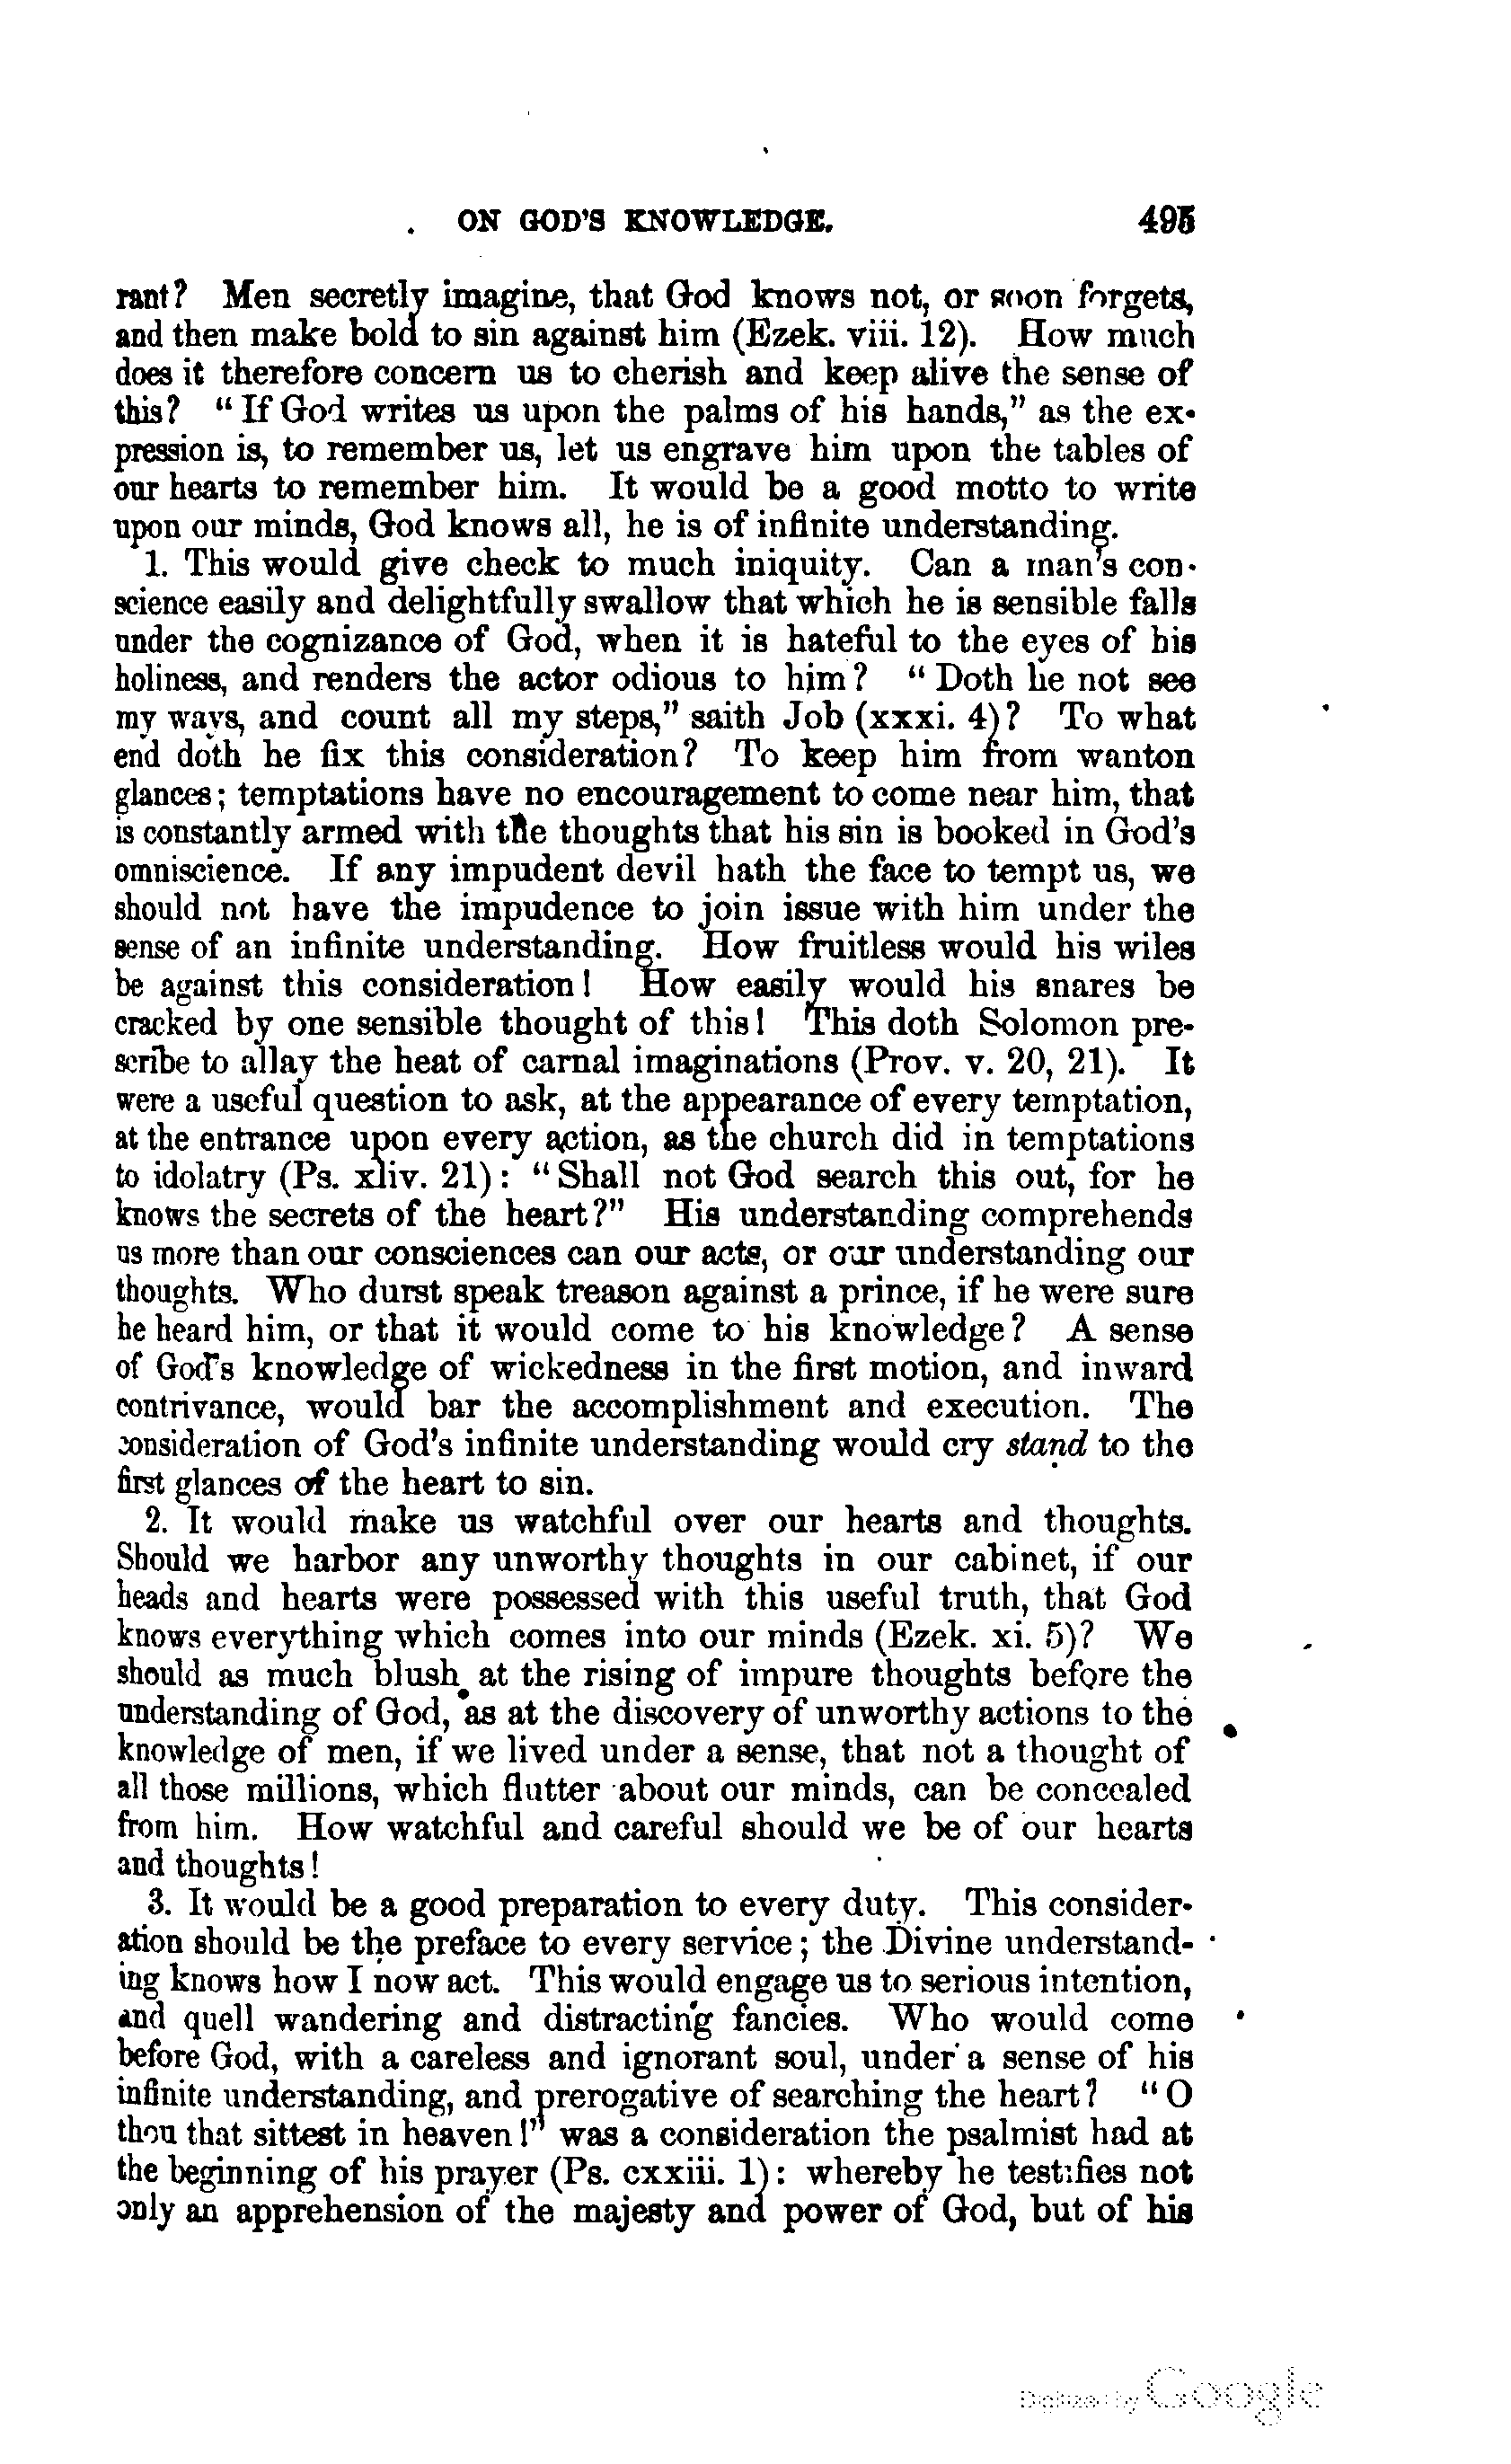 ON GOD'S KNOWLEDGE. 495
rant? Men secretly imagine, that God knows not, or soon forgets,
and then make bold to sin against him (Ezek. viii. 12). How much
does it therefore concern us to cherish and keep alive the sense of
this? "If God writes us upon the palms of his hands," as the ex-
pression is, to remember us, let us engrave him upon the tables of
our hearts to remember him. It would be a good motto to write
upon our minds, God knows all, he is of infinite understanding.
1. This would give check to much iniquity. Can a man's con-
science easily and delightfully swallow that which he is sensible falls
under the cognizance of God, when it is hateful to the eyes of his
holiness, and renders the actor odious to him? "Doth he not see
my ways, and count all my steps," saith Job (xxxi. 4)? To what
end doth he fix this consideration? To keep him from wanton
glances; temptations have no encouragement to come near him, that
is constantly armed with the thoughts that his sin is booked in God's
omniscience. If any impudent devil hath the face to tempt us, we
should not have the impudence to join issue with him under the
sense of an infinite understanding. How fruitless would his wiles
be against this consideration! How easily would his snares be
cracked by one sensible thought of this! This doth Solomon pre-
scribe to allay the heat of carnal imaginations (Prov. v. 20, 21). It
were a useful question to ask, at the appearance of every temptation,
at the entrance upon every action, as the church did in temptations
to idolatry (Ps. xliv. 21): "Shall not God search this out, for he
knows the secrets of the heart?" His understanding comprehends
us more than our consciences can our acts, or our understanding our
thoughts. Who durst speak treason against a prince, if he were sure
he heard him, or that it would come to his knowledge? A sense
of God's knowledge of wickedness in the first motion, and inward
contrivance, would bar the accomplishment and execution. The
consideration of God's infinite understanding would cry stand to the
first glances of the heart to sin.
2. It would make us watchful over our hearts and thoughts.
Should we harbor any unworthy thoughts in our cabinet, if our
heads and hearts were possessed with this useful truth, that God
knows everything which comes into our minds (Ezek. xi. 5)? We
should as much blush at the rising of impure thoughts before the
understanding of God, as at the discovery of unworthy actions to the
knowledge of men, if we lived under a sense, that not a thought of
all those millions, which flutter about our minds, can be concealed
from him. How watchful and careful should we be of our hearts
and thoughts!
3. It would be a good preparation to every duty. This consider-
ation should be the preface to every service; the Divine understand-
ing knows how I now act. This would engage us to serious intention,
and quell wandering and distracting fancies. Who would come
before God, with a careless and ignorant soul, under a sense of his
infinite understanding, and prerogative of searching the heart? "O
thou that sittest in heaven!" was a consideration the psalmist had at
the beginning of his prayer (Ps. cxxiii. 1): whereby he testifies not
only an apprehension of the majesty and power of God, but of his
Digitized by Google